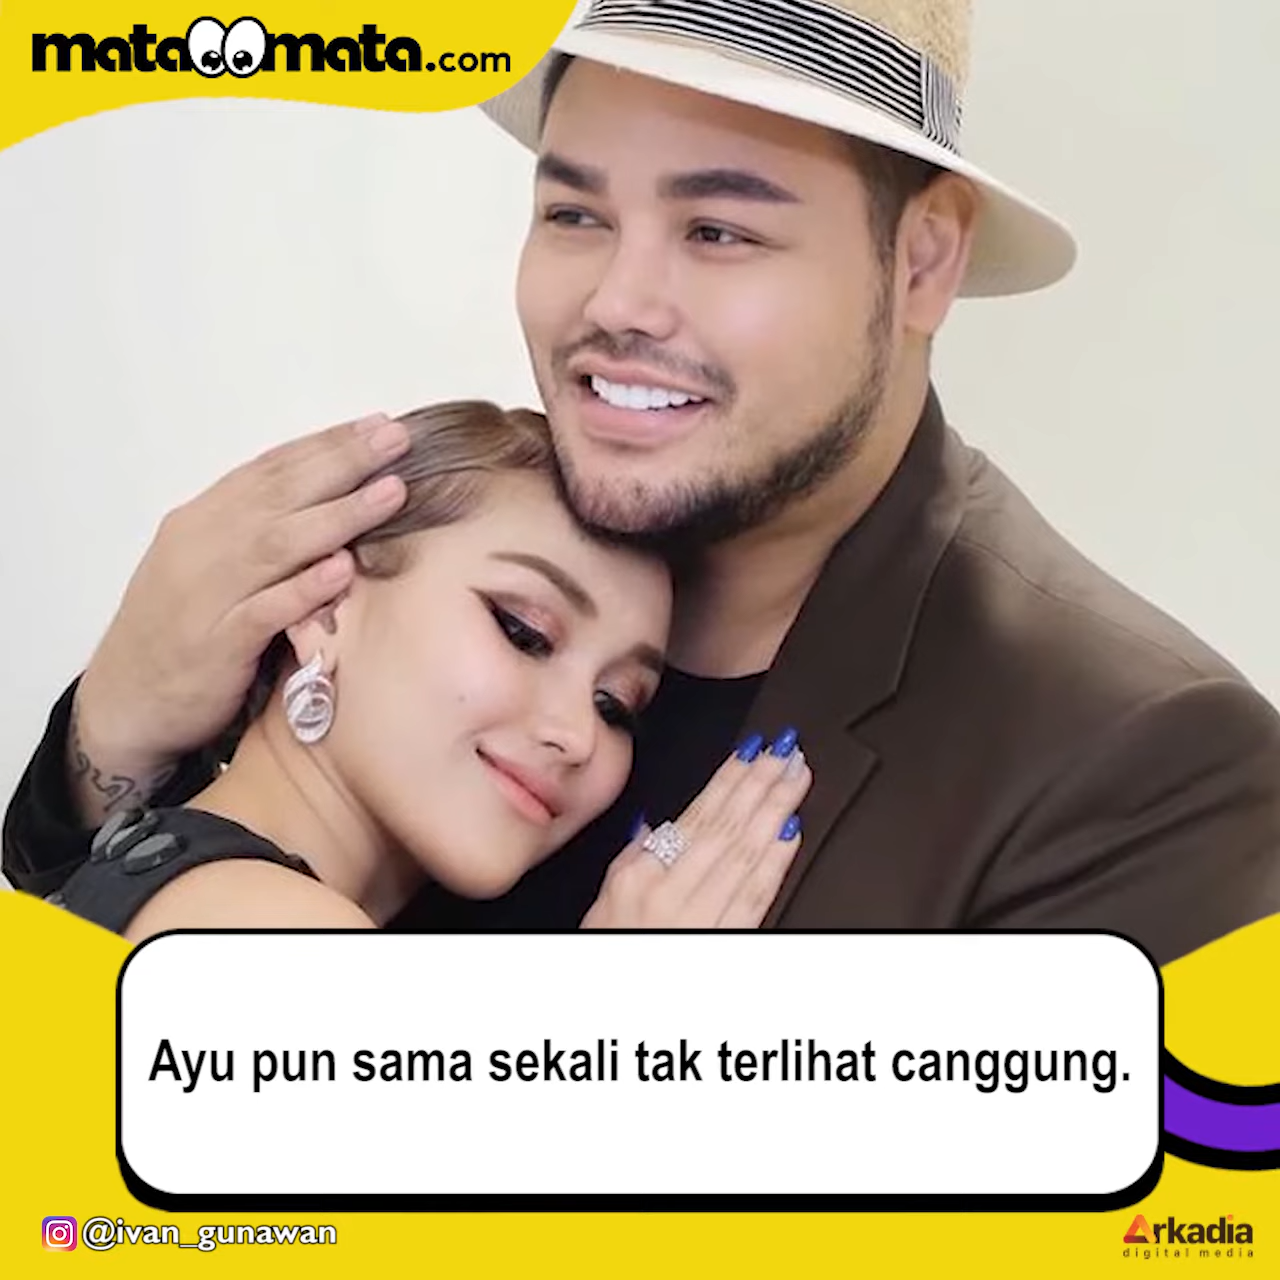 matamata.com
Ayu pun sama sekali tak terlihat canggung.
@ivan_gunawan
Arkadia
digital media